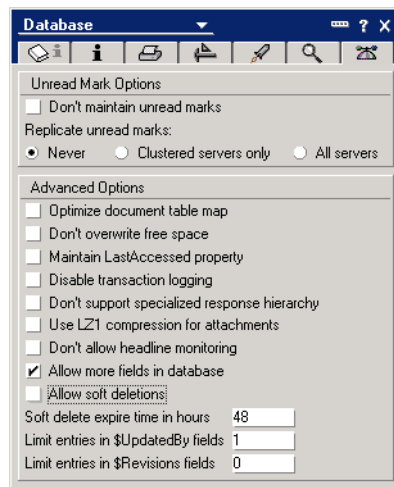 Database
? X
i i
Unread Mark Options
Don't maintain unread marks
Replicate unread marks:
Never Clustered servers only All servers
Advanced Options
Optimize document table map
Don't overwrite free space
Maintain LastAccessed property
Disable transaction logging
Don't support specialized response hierarchy
Use LZ1 compression for attachments
Don't allow headline monitoring
Allow more fields in database
Allow soft deletions
Soft delete expire time in hours 48
Limit entries in $UpdatedBy fields 1
Limit entries in $Revisions fields 0